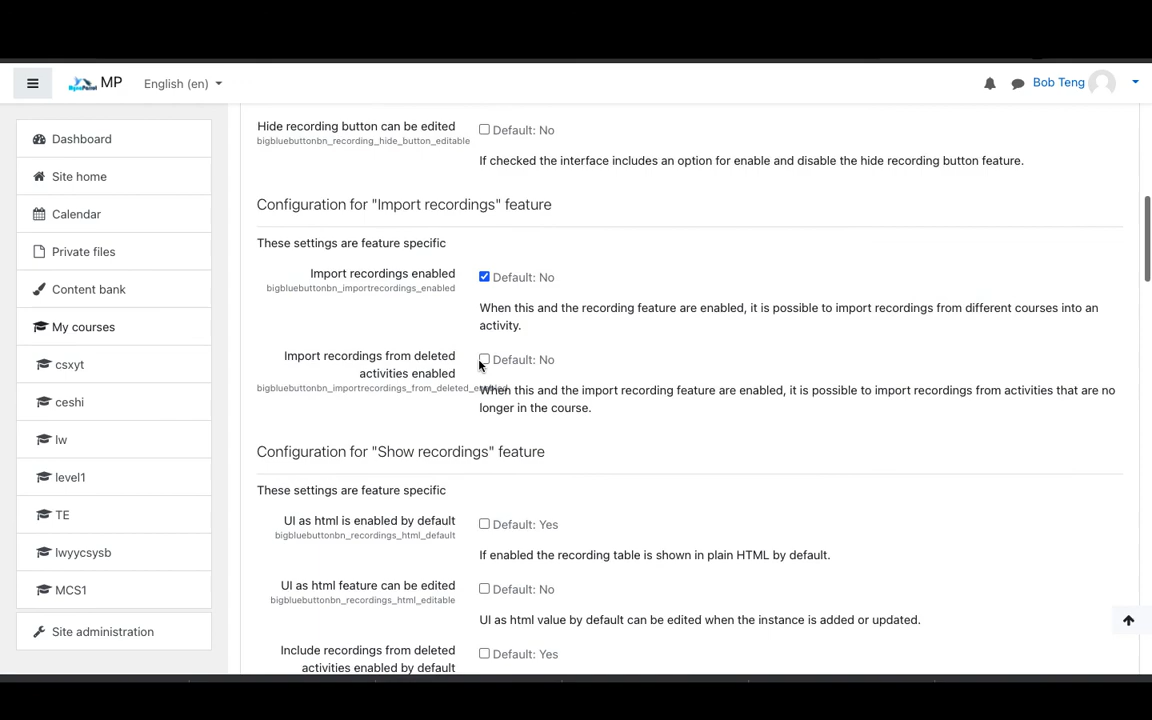 MP
English (en)
Bob Teng
Dashboard
Site home
Calendar
Private files
Content bank
My courses
csxyt
ceshi
lw
level1
TE
lwyycsysb
MCS1
Site administration
Hide recording button can be edited
bigbluebuttonbn_recording_hide_button_editable
Default: No
If checked the interface includes an option for enable and disable the hide recording button feature.
Configuration for "Import recordings" feature
These settings are feature specific
Import recordings enabled
bigbluebuttonbn_importrecordings_enabled
Default: No
When this and the recording feature are enabled, it is possible to import recordings from different courses into an
activity.
Import recordings from deleted
activities enabled
bigbluebuttonbn_importrecordings_from_deleted_enabled
Default: No
When this and the import recording feature are enabled, it is possible to import recordings from activities that are no
longer in the course.
Configuration for "Show recordings" feature
These settings are feature specific
UI as html is enabled by default
bigbluebuttonbn_recordings_html_default
Default: Yes
If enabled the recording table is shown in plain HTML by default.
UI as html feature can be edited
bigbluebuttonbn_recordings_html_editable
Default: No
UI as html value by default can be edited when the instance is added or updated.
Include recordings from deleted
activities enabled by default
Default: Yes